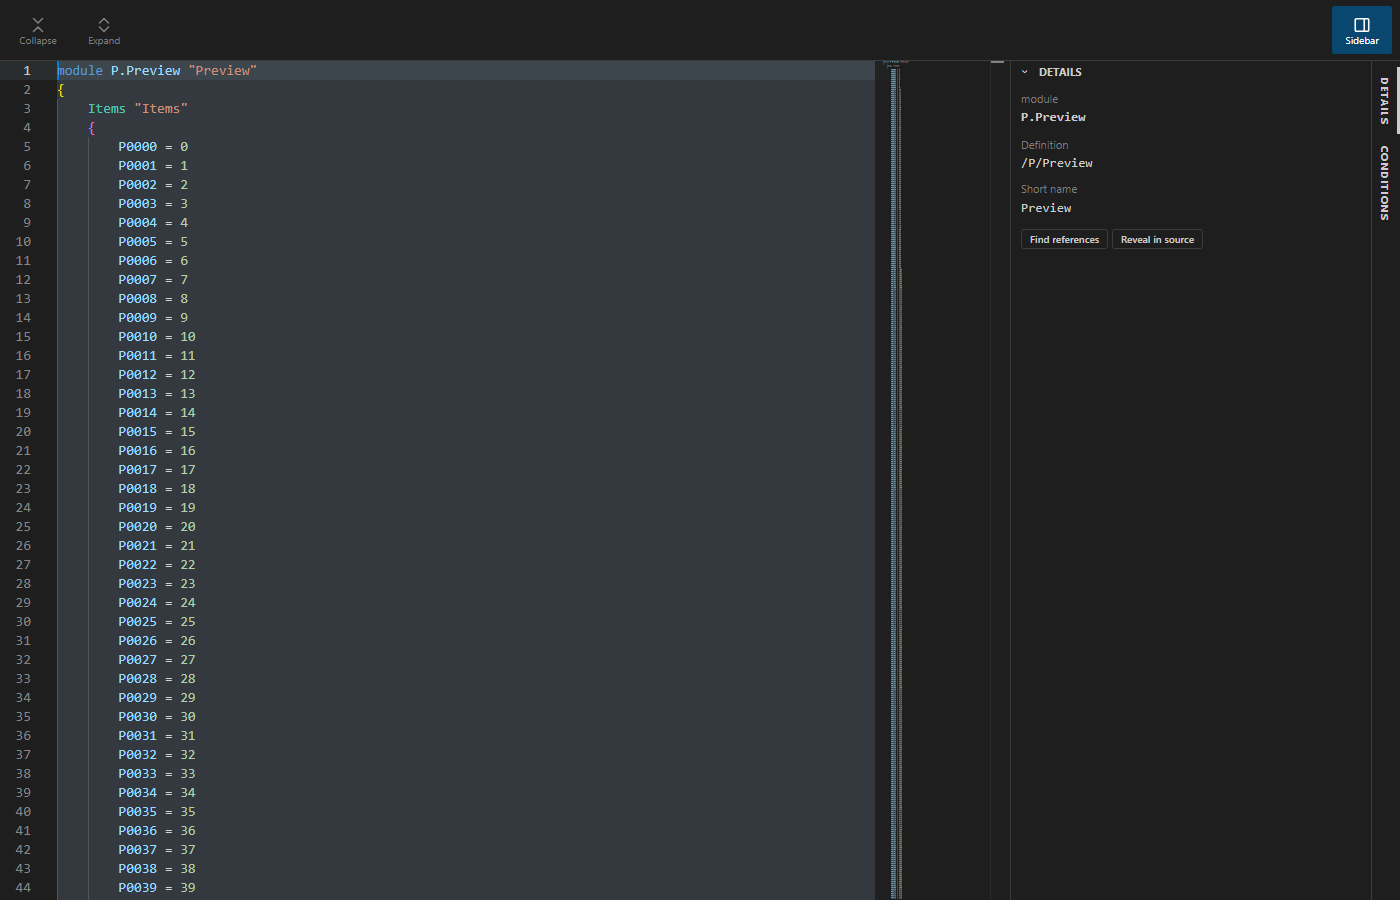 Collapse
Expand
Sidebar
1 module P.Preview "Preview"
2 {
3 Items "Items"
4 {
5 P0000 = 0
6 P0001 = 1
7 P0002 = 2
8 P0003 = 3
9 P0004 = 4
10 P0005 = 5
11 P0006 = 6
12 P0007 = 7
13 P0008 = 8
14 P0009 = 9
15 P0010 = 10
16 P0011 = 11
17 P0012 = 12
18 P0013 = 13
19 P0014 = 14
20 P0015 = 15
21 P0016 = 16
22 P0017 = 17
23 P0018 = 18
24 P0019 = 19
25 P0020 = 20
26 P0021 = 21
27 P0022 = 22
28 P0023 = 23
29 P0024 = 24
30 P0025 = 25
31 P0026 = 26
32 P0027 = 27
33 P0028 = 28
34 P0029 = 29
35 P0030 = 30
36 P0031 = 31
37 P0032 = 32
38 P0033 = 33
39 P0034 = 34
40 P0035 = 35
41 P0036 = 36
42 P0037 = 37
43 P0038 = 38
44 P0039 = 39
DETAILS
module
P.Preview
Definition
/P/Preview
Short name
Preview
Find references
Reveal in source
DETAILS
CONDITIONS